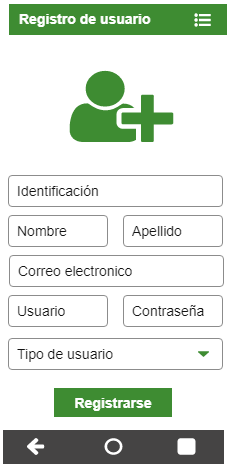 Registro de usuario
Identificación
Nombre Apellido
Correo electronico
Usuario Contraseña
Tipo de usuario
Registrarse